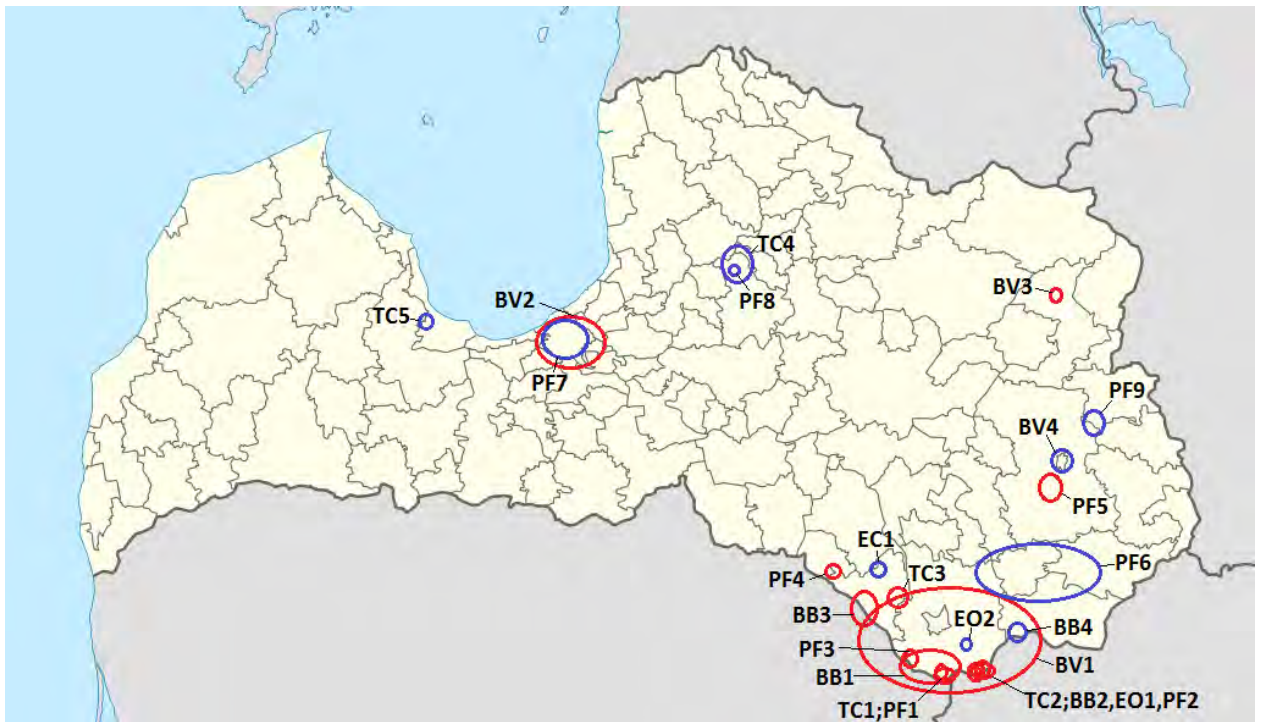 TC4
PF8
BV3
BV2
TC5
PF7
PF9
BV4
PF5
EC1
PF6
PF4
TC3
BB3
EO2
BB4
PF3
BV1
BB1
TC2;BB2,EO1,PF2
TC1;PF1